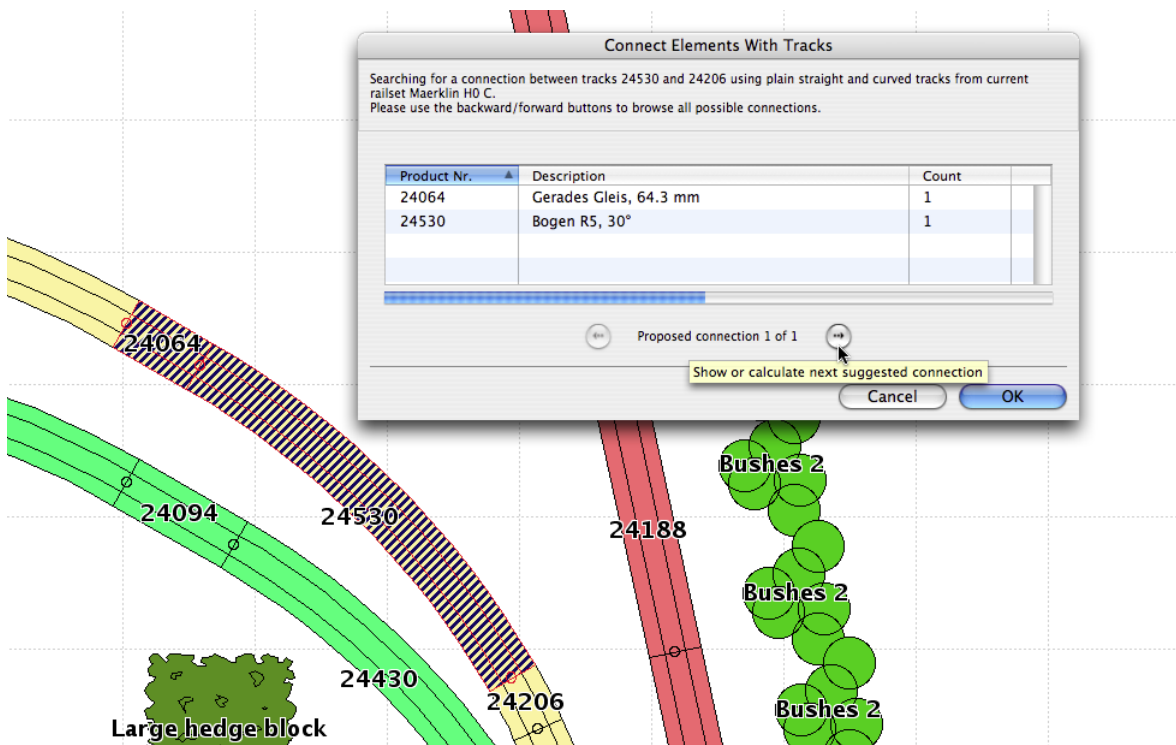 Connect Elements With Tracks
Searching for a connection between tracks 24530 and 24206 using plain straight and curved tracks from current
railset Maerklin H0 C.
Please use the backward/forward buttons to browse all possible connections.
Product Nr. Description Count
24064 Gerades Gleis, 64.3 mm 1
24530 Bogen R5, 30° 1
Proposed connection 1 of 1
Show or calculate next suggested connection
Cancel OK
24064
Bushes 2
24094
24530
24188
Bushes 2
24430
24206
Bushes 2
Large hedge block